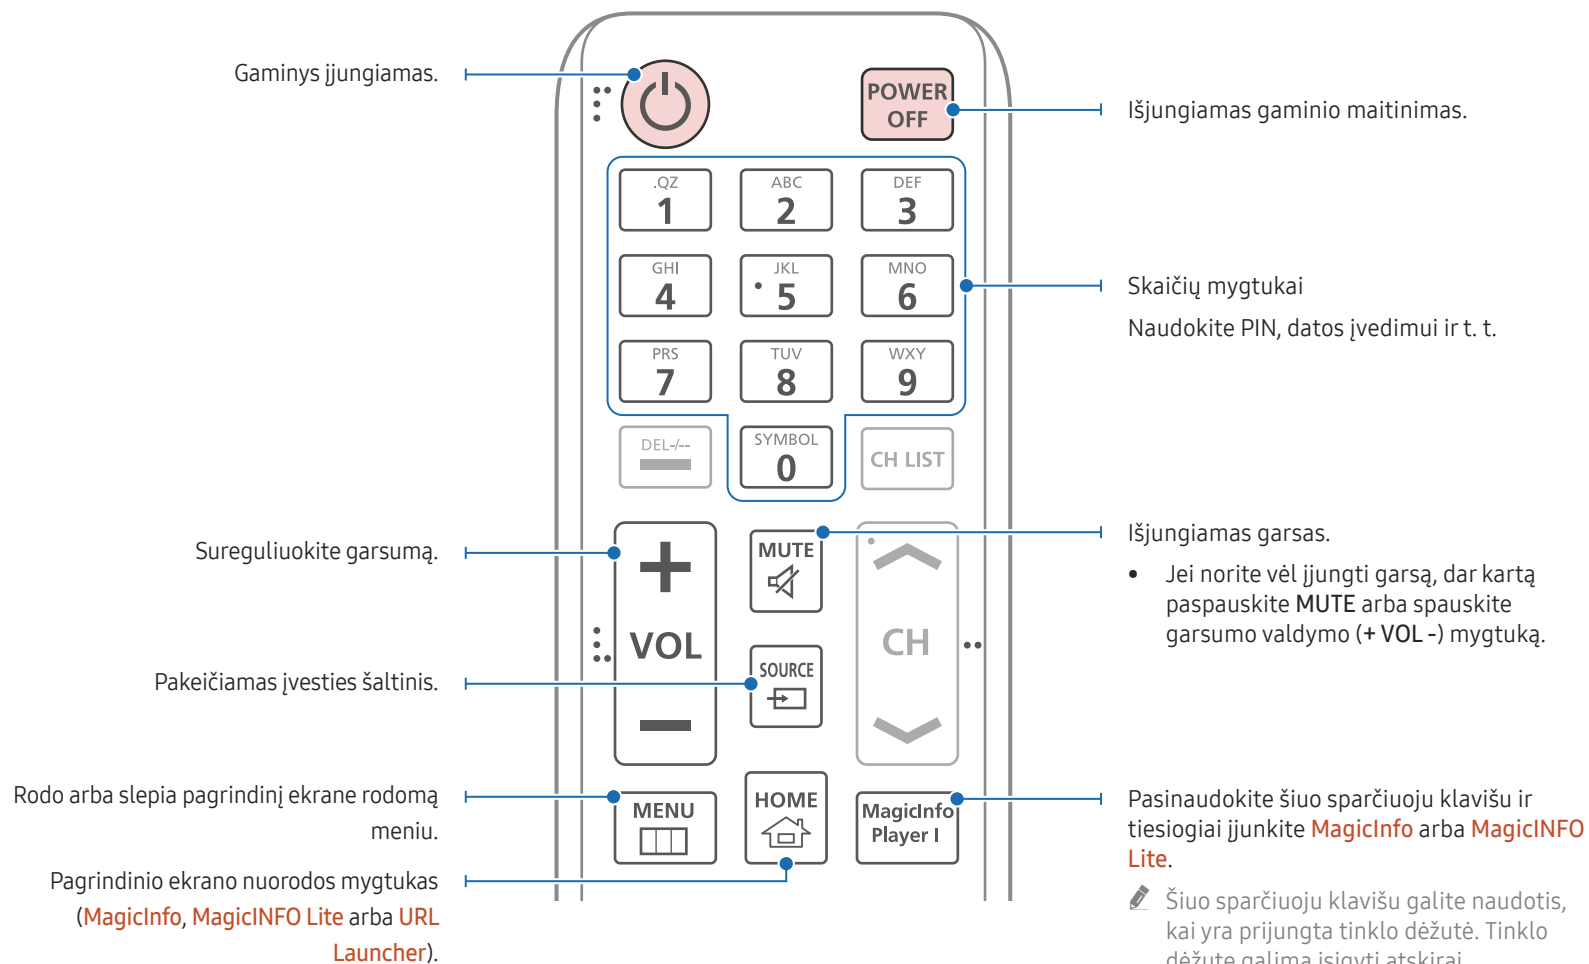 Gaminys įjungiamas.
POWER
OFF
Išjungiamas gaminio maitinimas.
.QZ
1
ABC
2
DEF
3
GHI
4
JKL
5
MNO
6
Skaičių mygtukai
Naudokite PIN, datos įvedimui ir t. t.
PRS
7
TUV
8
WXY
9
DEL-/--
SYMBOL
0
CH LIST
Sureguliuokite garsumą.
VOL
MUTE
Išjungiamas garsas.
• Jei norite vėl įjungti garsą, dar kartą
paspauskite MUTE arba spauskite
garsumo valdymo (+ VOL -) mygtuką.
CH
Pakeičiamas įvesties šaltinis.
SOURCE
Rodo arba slepia pagrindinį ekrane rodomą
meniu.
MENU
HOME
MagicInfo
Player I
Pasinaudokite šiuo sparčiuoju klavišu ir
tiesiogiai įjunkite MagicInfo arba MagicINFO
Lite.
Pagrindinio ekrano nuorodos mygtukas
(MagicInfo, MagicINFO Lite arba URL
Launcher).
Šiuo sparčiuoju klavišu galite naudotis,
kai yra prijungta tinklo dėžutė. Tinklo
dėžutę galima įsigyti atskirai.